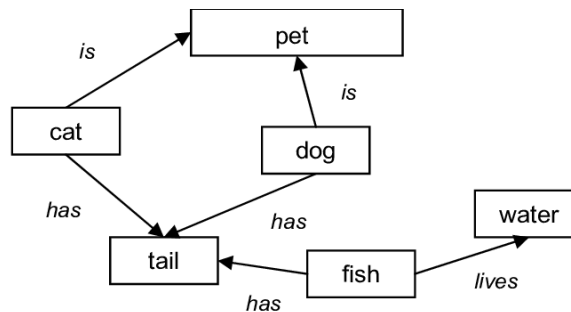 pet
is
is
cat
dog
has
has
water
tail
fish
lives
has